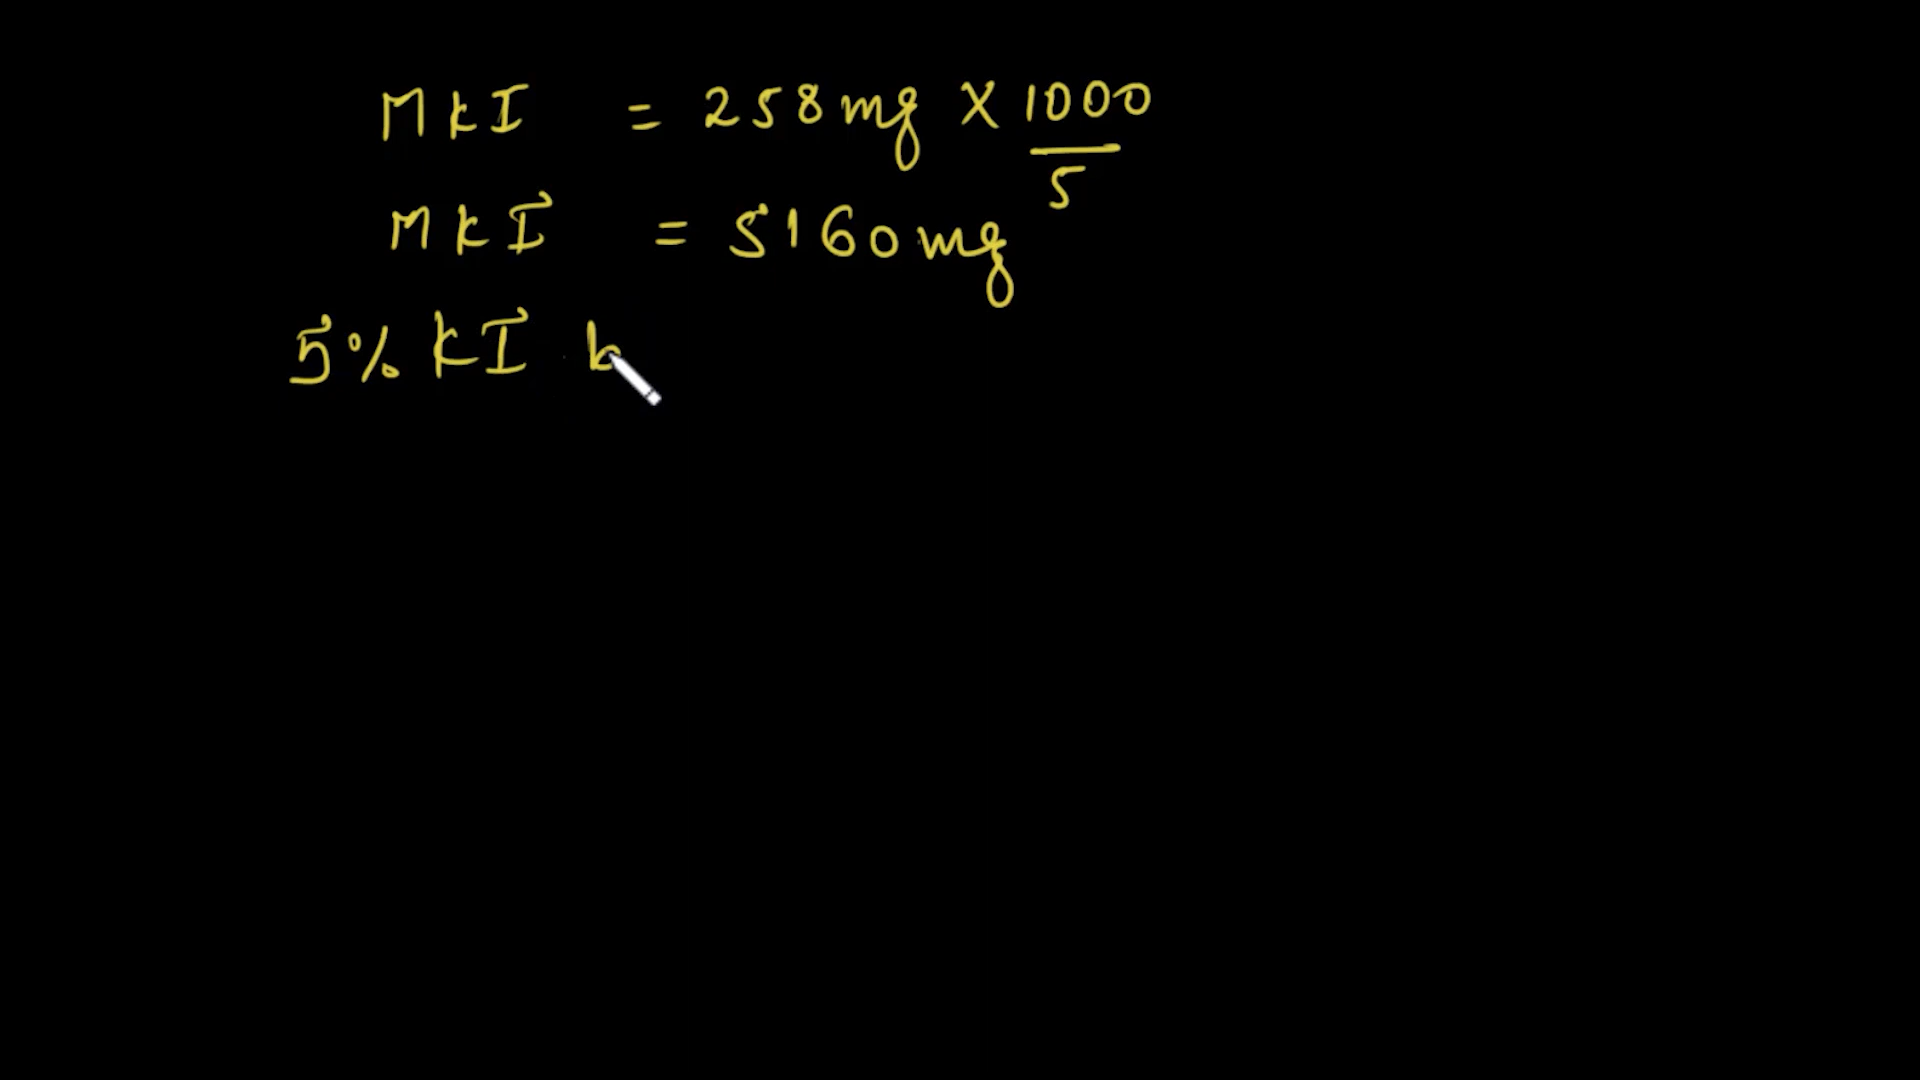 MKI = 258mg X 1000/5
MKI = 5160mg
5% KI b